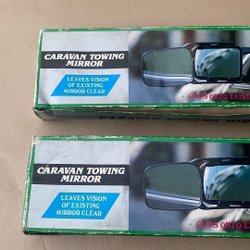 CARAVAN TOWING
MIRROR
LEAVES VISION
OF EXISTING
MIRROR CLEAR
CARAVAN TOWING
MIRROR
LEAVES VISION
OF EXISTING
MIRROR CLEAR